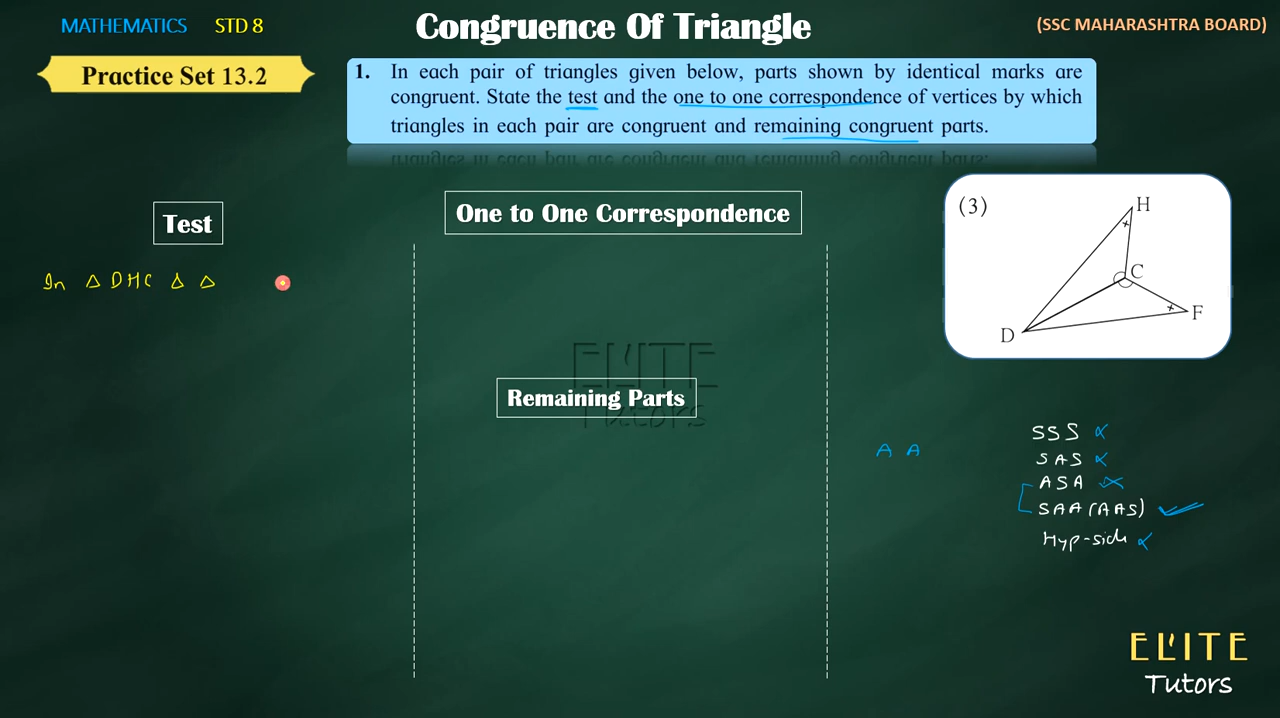 MATHEMATICS STD 8
Congruence Of Triangle
(SSC MAHARASHTRA BOARD)
Practice Set 13.2
1. In each pair of triangles given below, parts shown by identical marks are
congruent. State the test and the one to one correspondence of vertices by which
triangles in each pair are congruent and remaining congruent parts.
Test
One to One Correspondence
(3)
H
C
F
D
In Δ DHC Δ Δ
ELITE
Tutors
Remaining Parts
A A
SSS
SAS
ASA
SAA (AAS)
Hyp-side
ELITE
Tutors